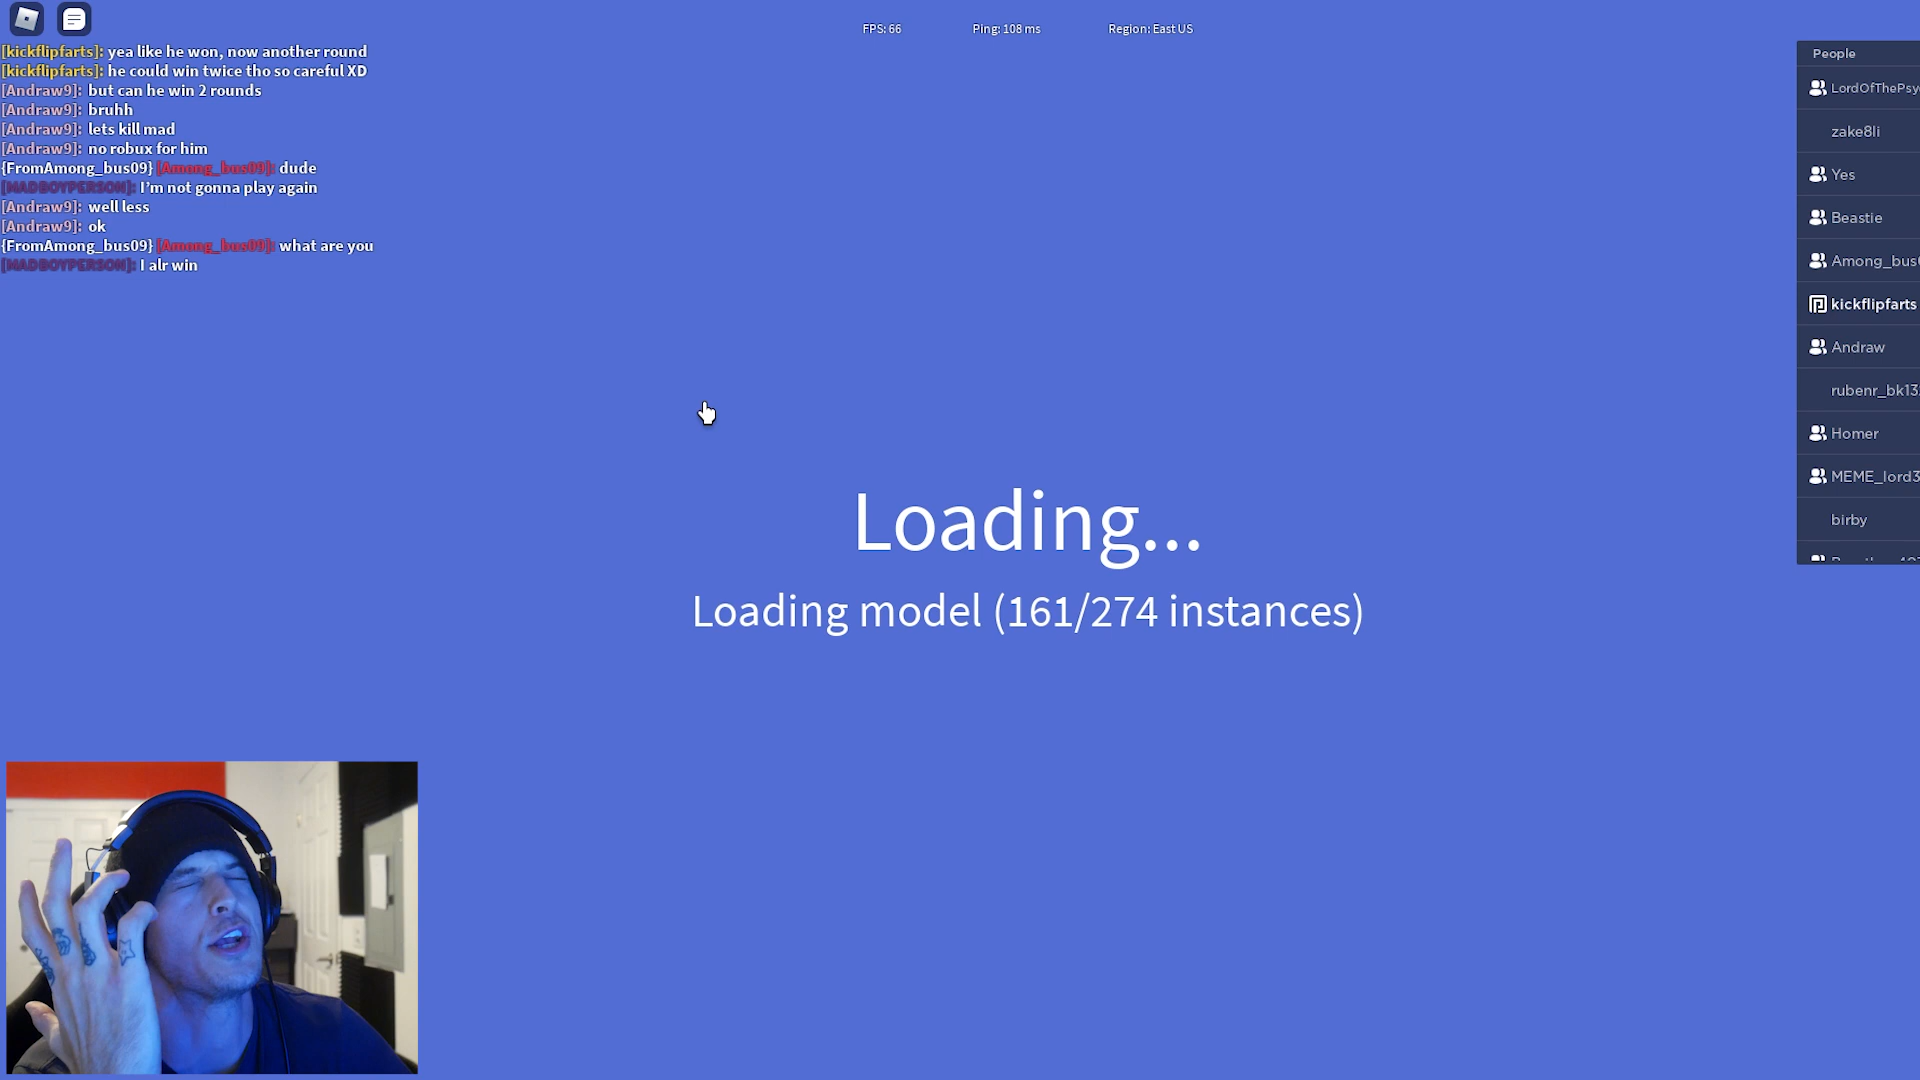 FPS: 66
Ping: 108 ms
Region: East US
[kickflipfarts]: yea like he won, now another round
[kickflipfarts]: he could win twice tho so careful XD
[Andraw9]: but can he win 2 rounds
[Andraw9]: bruhh
[Andraw9]: lets kill mad
[Andraw9]: no robux for him
{FromAmong_bus09} [Among_bus09]: dude
[MADBOYPERSON]: I'm not gonna play again
[Andraw9]: well less
[Andraw9]: ok
{FromAmong_bus09} [Among_bus09]: what are you
[MADBOYPERSON]: I alr win
People
LordOfThePsy
zake8li
Yes
Beastie
Among_bus
kickflipfarts
Andraw
rubenr_bk13
Homer
MEME_lord3
birby
Loading...
Loading model (161/274 instances)